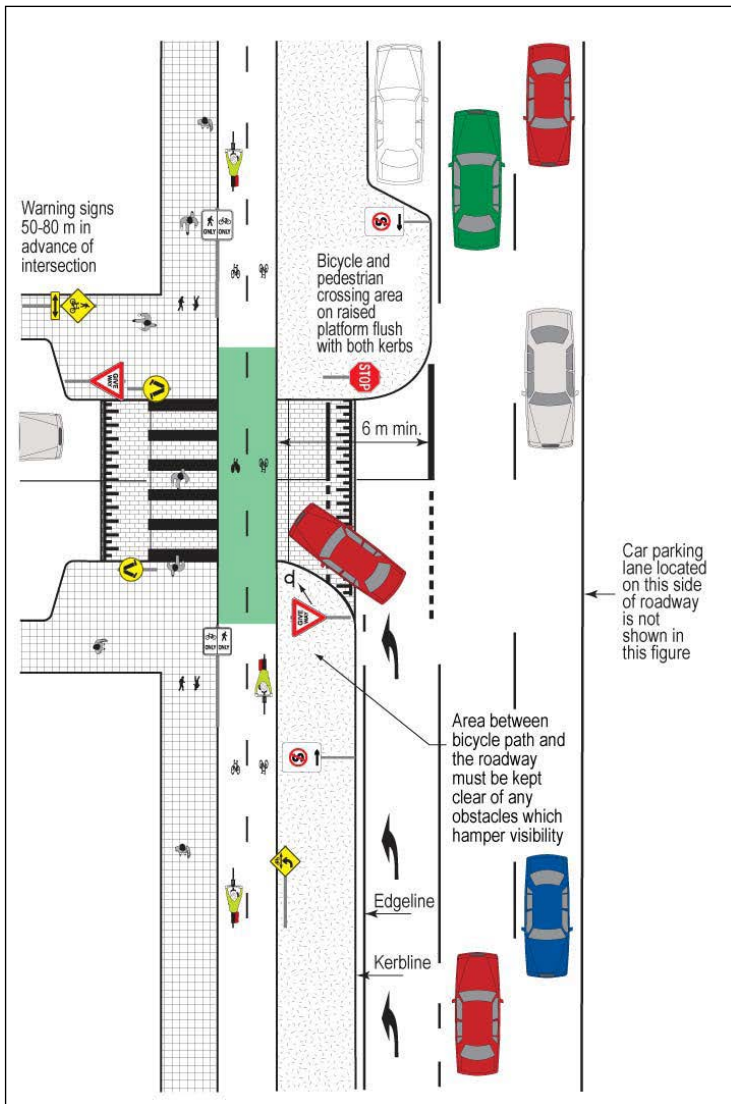 Warning signs
50-80 m in
advance of
intersection
ONLY ONLY
S
Bicycle and
pedestrian
crossing area
on raised
platform flush
with both kerbs
GIVE
WAY
STOP
6 m min.
Car parking
lane located
on this side
of roadway
is not
shown in
this figure
d
GIVE
WAY
ONLY ONLY
Area between
bicycle path and
the roadway
must be kept
clear of any
obstacles which
hamper visibility
S
Edgeline
Kerbline